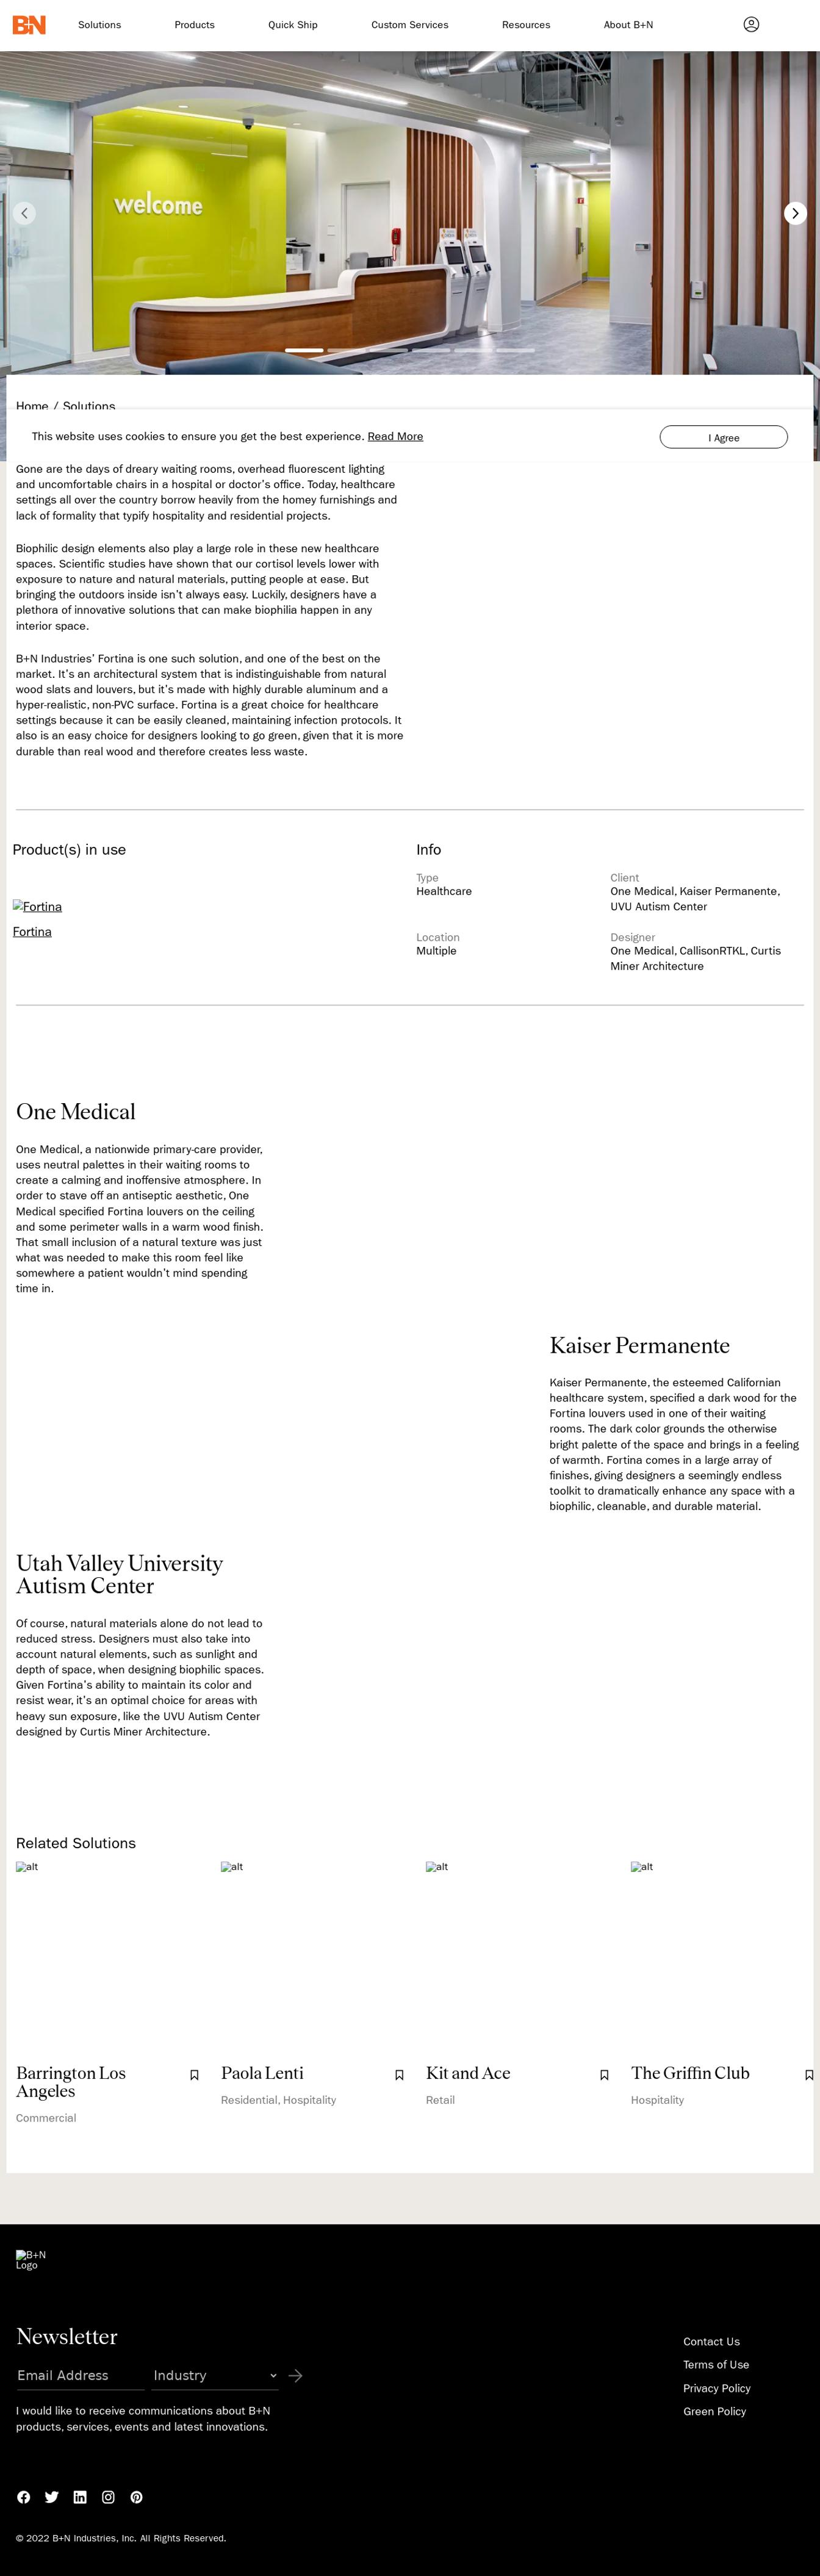 BN
Solutions
Products
Quick Ship
Custom Services
Resources
About B+N
welcome
Home / Solutions
This website uses cookies to ensure you get the best experience. Read More
I Agree
Gone are the days of dreary waiting rooms, overhead fluorescent lighting
and uncomfortable chairs in a hospital or doctor's office. Today, healthcare
settings all over the country borrow heavily from the homey furnishings and
lack of formality that typify hospitality and residential projects.
Biophilic design elements also play a large role in these new healthcare
spaces. Scientific studies have shown that our cortisol levels lower with
exposure to nature and natural materials, putting people at ease. But
bringing the outdoors inside isn't always easy. Luckily, designers have a
plethora of innovative solutions that can make biophilia happen in any
interior space.
B+N Industries' Fortina is one such solution, and one of the best on the
market. It's an architectural system that is indistinguishable from natural
wood slats and louvers, but it's made with highly durable aluminum and a
hyper-realistic, non-PVC surface. Fortina is a great choice for healthcare
settings because it can be easily cleaned, maintaining infection protocols. It
also is an easy choice for designers looking to go green, given that it is more
durable than real wood and therefore creates less waste.
Product(s) in use
Fortina
Fortina
Info
Type
Healthcare
Client
One Medical, Kaiser Permanente,
UVU Autism Center
Location
Multiple
Designer
One Medical, CallisonRTKL, Curtis
Miner Architecture
One Medical
One Medical, a nationwide primary-care provider,
uses neutral palettes in their waiting rooms to
create a calming and inoffensive atmosphere. In
order to stave off an antiseptic aesthetic, One
Medical specified Fortina louvers on the ceiling
and some perimeter walls in a warm wood finish.
That small inclusion of a natural texture was just
what was needed to make this room feel like
somewhere a patient wouldn't mind spending
time in.
Kaiser Permanente
Kaiser Permanente, the esteemed Californian
healthcare system, specified a dark wood for the
Fortina louvers used in one of their waiting
rooms. The dark color grounds the otherwise
bright palette of the space and brings in a feeling
of warmth. Fortina comes in a large array of
finishes, giving designers a seemingly endless
toolkit to dramatically enhance any space with a
biophilic, cleanable, and durable material.
Utah Valley University
Autism Center
Of course, natural materials alone do not lead to
reduced stress. Designers must also take into
account natural elements, such as sunlight and
depth of space, when designing biophilic spaces.
Given Fortina's ability to maintain its color and
resist wear, it's an optimal choice for areas with
heavy sun exposure, like the UVU Autism Center
designed by Curtis Miner Architecture.
Related Solutions
alt
alt
alt
alt
Barrington Los
Angeles
Commercial
Paola Lenti
Residential, Hospitality
Kit and Ace
Retail
The Griffin Club
Hospitality
B+N
Logo
Newsletter
Email Address
Industry
I would like to receive communications about B+N
products, services, events and latest innovations.
Contact Us
Terms of Use
Privacy Policy
Green Policy
© 2022 B+N Industries, Inc. All Rights Reserved.